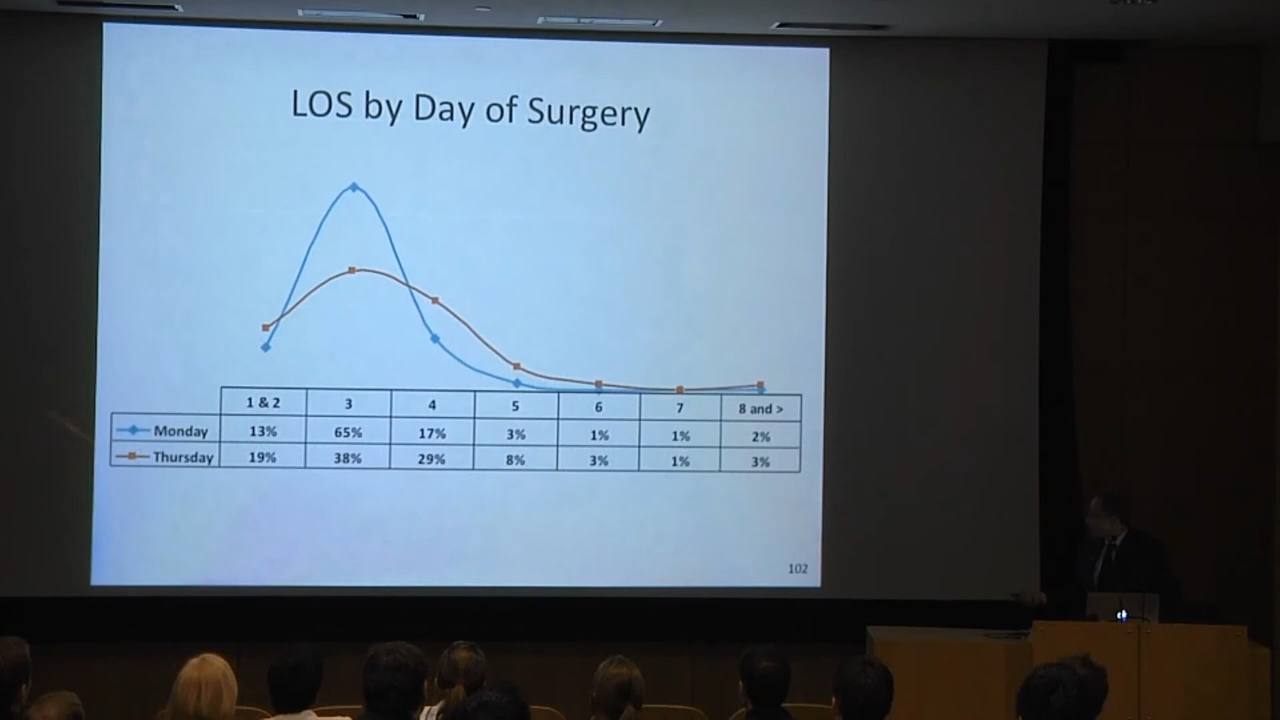 LOS by Day of Surgery
1 & 2 3 4 5 6 7 8 and >
Monday 13% 65% 17% 3% 1% 1% 2%
Thursday 19% 38% 29% 8% 3% 1% 3%
102